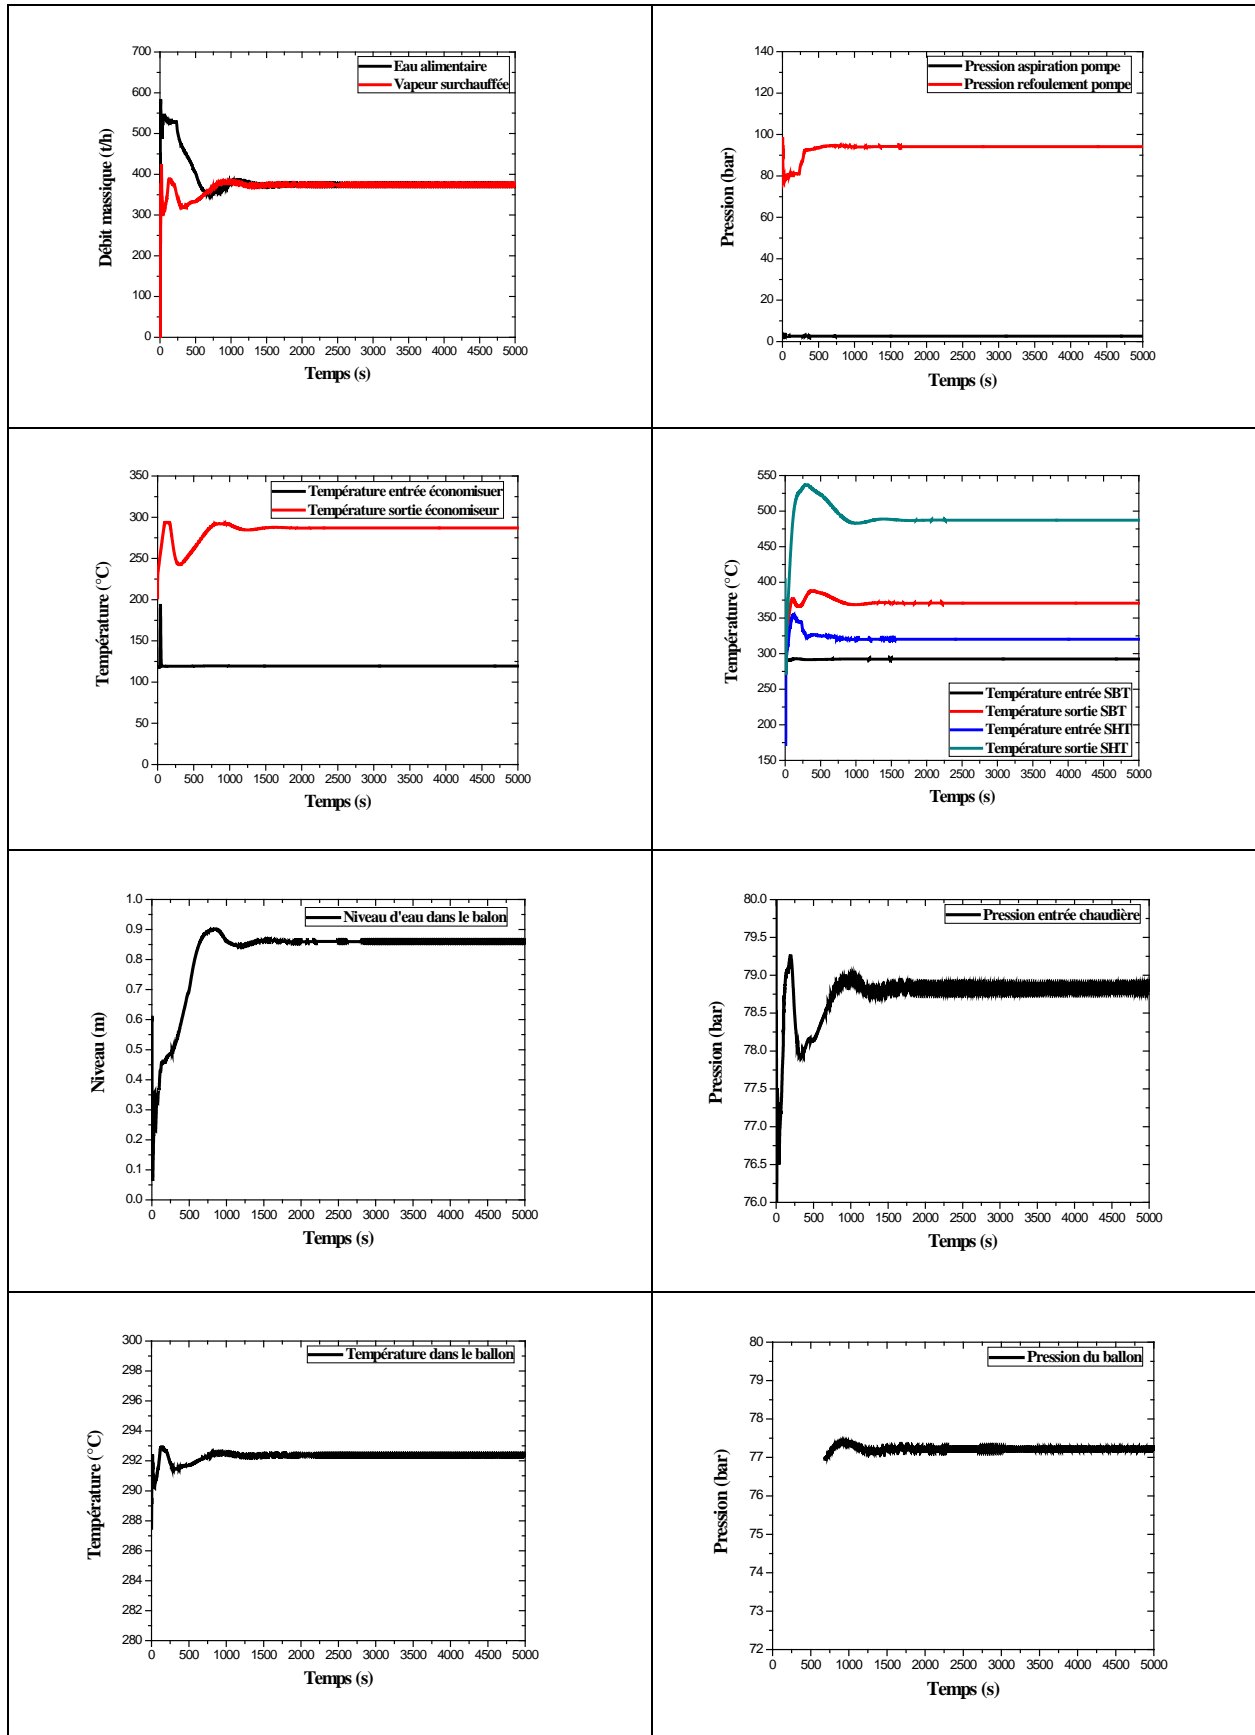 700
600
500
400
300
200
100
0
Débit massique (t/h)
Eau alimentaire
Vapeur surchauffée
0 500 1000 1500 2000 2500 3000 3500 4000 4500 5000
Temps (s)
140
120
100
80
60
40
20
0
Pression (bar)
Pression aspiration pompe
Pression refoulement pompe
0 500 1000 1500 2000 2500 3000 3500 4000 4500 5000
Temps (s)
350
300
250
200
150
100
50
0
Température (°C)
Température entrée économisuer
Température sortie économiseur
0 500 1000 1500 2000 2500 3000 3500 4000 4500 5000
Temps (s)
550
500
450
400
350
300
250
200
150
Température (°C)
Température entrée SBT
Température sortie SBT
Température entrée SHT
Température sortie SHT
0 500 1000 1500 2000 2500 3000 3500 4000 4500 5000
Temps (s)
1.0
0.9
0.8
0.7
0.6
0.5
0.4
0.3
0.2
0.1
0.0
Niveau (m)
Niveau d'eau dans le balon
0 500 1000 1500 2000 2500 3000 3500 4000 4500 5000
Temps (s)
80.0
79.5
79.0
78.5
78.0
77.5
77.0
76.5
76.0
Pression (bar)
Pression entrée chaudière
0 500 1000 1500 2000 2500 3000 3500 4000 4500 5000
Temps (s)
300
298
296
294
292
290
288
286
284
282
280
Température (°C)
Température dans le ballon
0 500 1000 1500 2000 2500 3000 3500 4000 4500 5000
Temps (s)
80
79
78
77
76
75
74
73
72
Pression (bar)
Pression du ballon
0 500 1000 1500 2000 2500 3000 3500 4000 4500 5000
Temps (s)